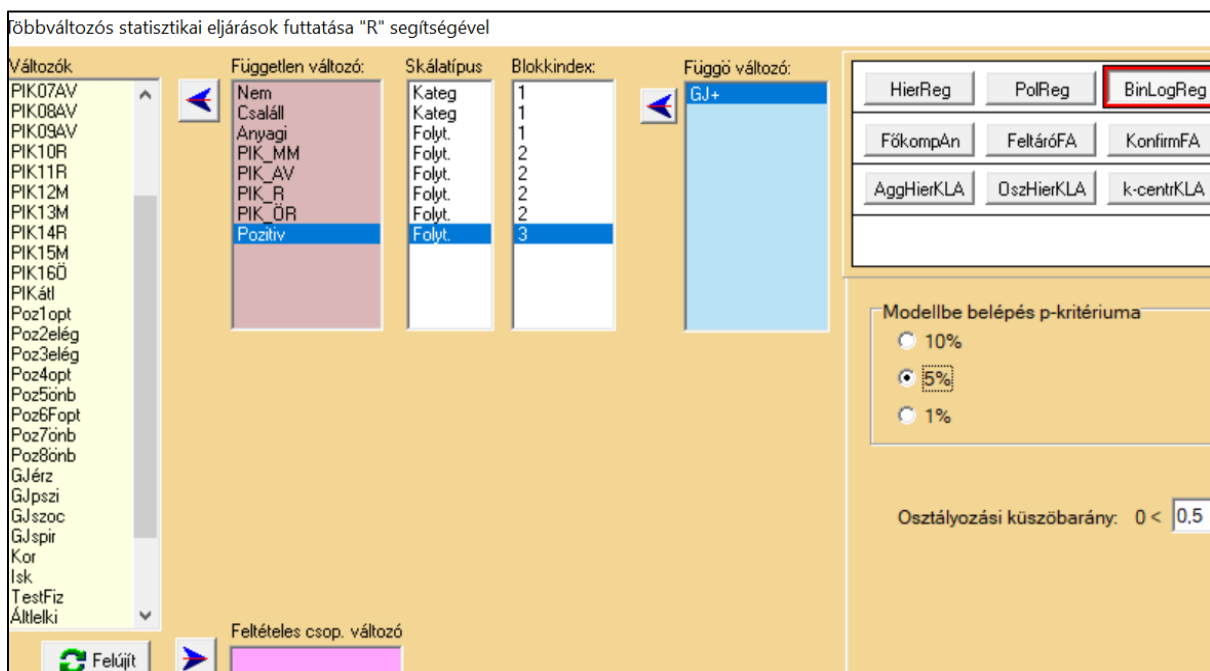 Többváltozós statisztikai eljárások futtatása "R" segítségével
Változók
PIK07AV
PIK08AV
PIK09AV
PIK10R
PIK11R
PIK12M
PIK13M
PIK14R
PIK15M
PIK16Ö
PIKátl
Poz1opt
Poz2elég
Poz3elég
Poz4opt
Poz5önb
Poz6Fopt
Poz7önb
Poz8önb
GJérz
GJpszi
GJszoc
GJspir
Kor
Isk
TestFiz
Áltlelki
Felújít
Független változó:
Nem
Csaláll
Anyagi
PIK_MM
PIK_AV
PIK_R
PIK_ÖR
Pozitiv
Skálatípus
Kateg
Kateg
Folyt.
Folyt.
Folyt.
Folyt.
Folyt.
Folyt.
Blokkindex:
1
1
1
2
2
2
2
3
Feltételes csop. változó
Függö változó:
GJ+
HierReg PolReg BinLogReg
FőkompAn FeltáróFA KonfirmFA
AggHierKLA OszHierKLA k-centrKLA
Modellbe belépés p-kritériuma
10%
5%
1%
Osztályozási küszöbarány: 0 < 0,5